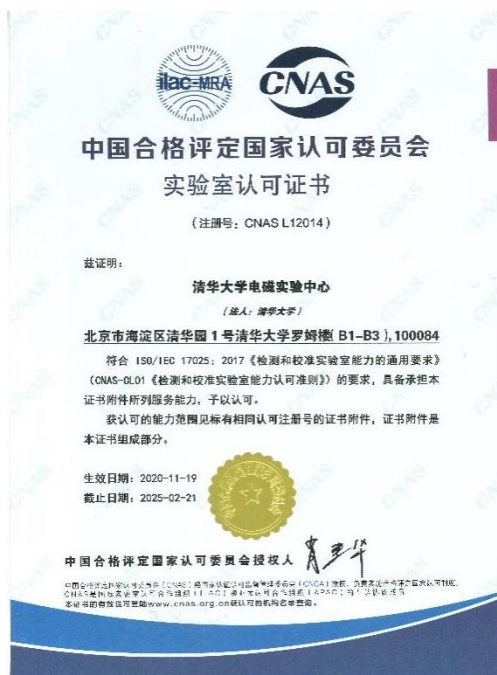 ilac-MRA
CNAS
中国合格评定国家认可委员会
实验室认可证书
(注册号：CNAS L12014)
兹证明：
清华大学电磁实验中心
(法人：清华大学)
北京市海淀区清华园1号清华大学罗姆楼(B1-B3),100084
符合 ISO/IEC 17025：2017《检测和校准实验室能力的通用要求》
(CNAS-CL01《检测和校准实验室能力认可准则》)的要求，具备承担本
证书附件所列服务能力，予以认可。
获认可的能力范围见标有相同认可注册号的证书附件，证书附件是
本证书组成部分。
生效日期：2020-11-19
截止日期：2025-02-21
中国合格评定国家认可委员会授权人
本证书的有效性可登陆www.cnas.org.cn获认可的机构名录查询。